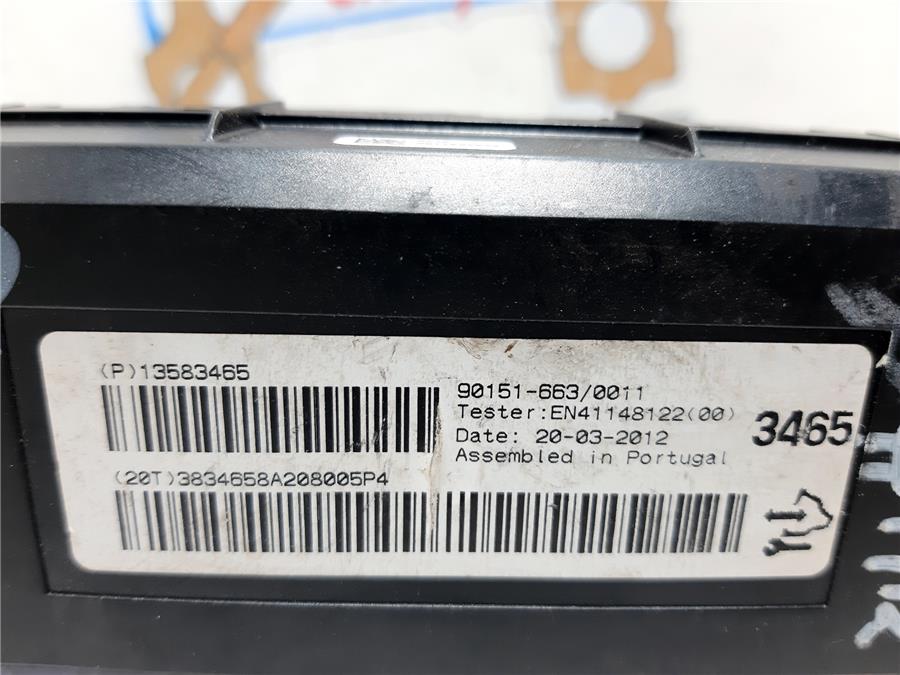 (P)13583465
90151-663/0011
Tester:EN41148122(00)
Date: 20-03-2012
Assembled in Portugal
3465
(20T)3834658A208005P4